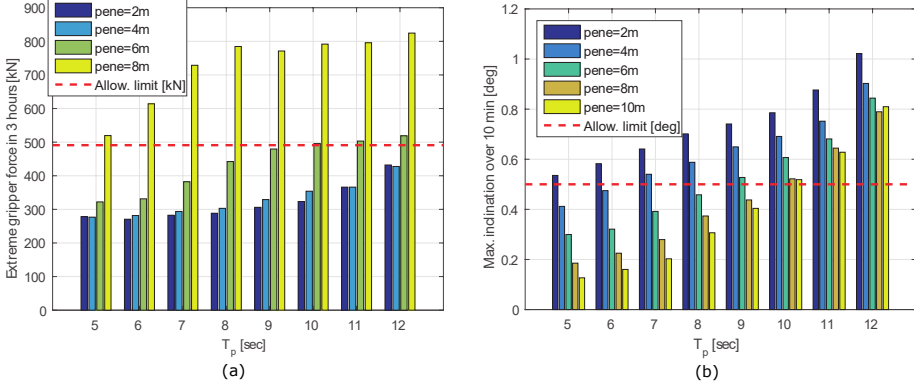 pene=2m
pene=4m
pene=6m
pene=8m
Allow. limit [kN]
Extreme gripper force in 3 hours [kN]
900
800
700
600
500
400
300
200
100
0
5 6 7 8 9 10 11 12
T_p [sec]
(a)
pene=2m
pene=4m
pene=6m
pene=8m
pene=10m
Allow. limit [deg]
Max. inclination over 10 min [deg]
1.2
1
0.8
0.6
0.4
0.2
0
5 6 7 8 9 10 11 12
T_p [sec]
(b)